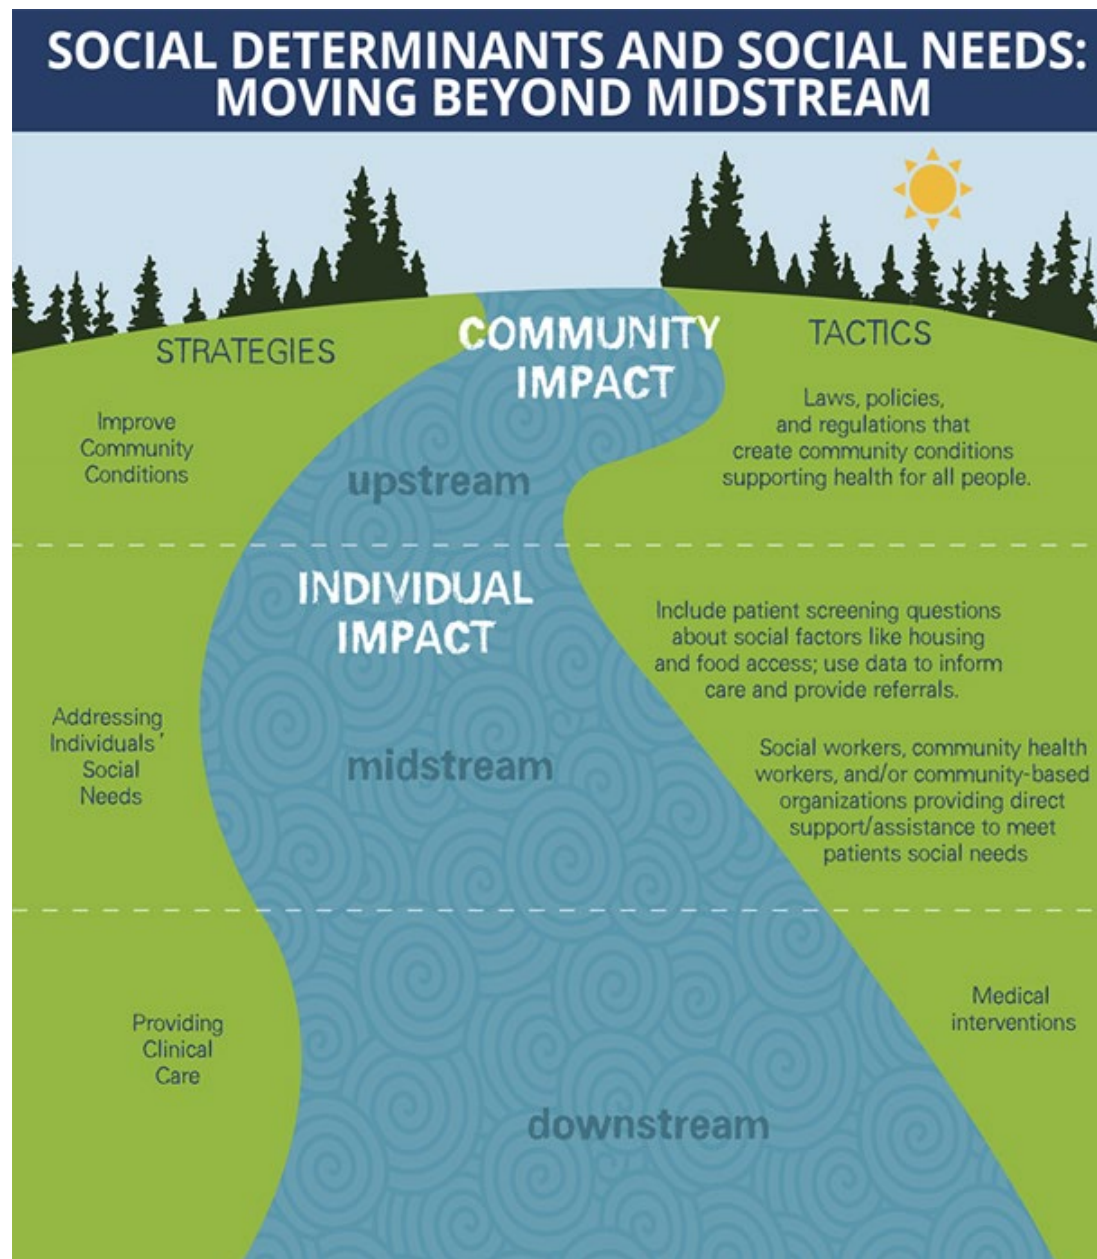 SOCIAL DETERMINANTS AND SOCIAL NEEDS:
MOVING BEYOND MIDSTREAM
STRATEGIES
COMMUNITY
IMPACT
TACTICS
Improve
Community
Conditions
upstream
Laws, policies,
and regulations that
create community conditions
supporting health for all people.
INDIVIDUAL
IMPACT
Addressing
Individuals'
Social
Needs
midstream
Include patient screening questions
about social factors like housing
and food access; use data to inform
care and provide referrals.
Social workers, community health
workers, and/or community-based
organizations providing direct
support/assistance to meet
patients social needs
Providing
Clinical
Care
downstream
Medical
interventions